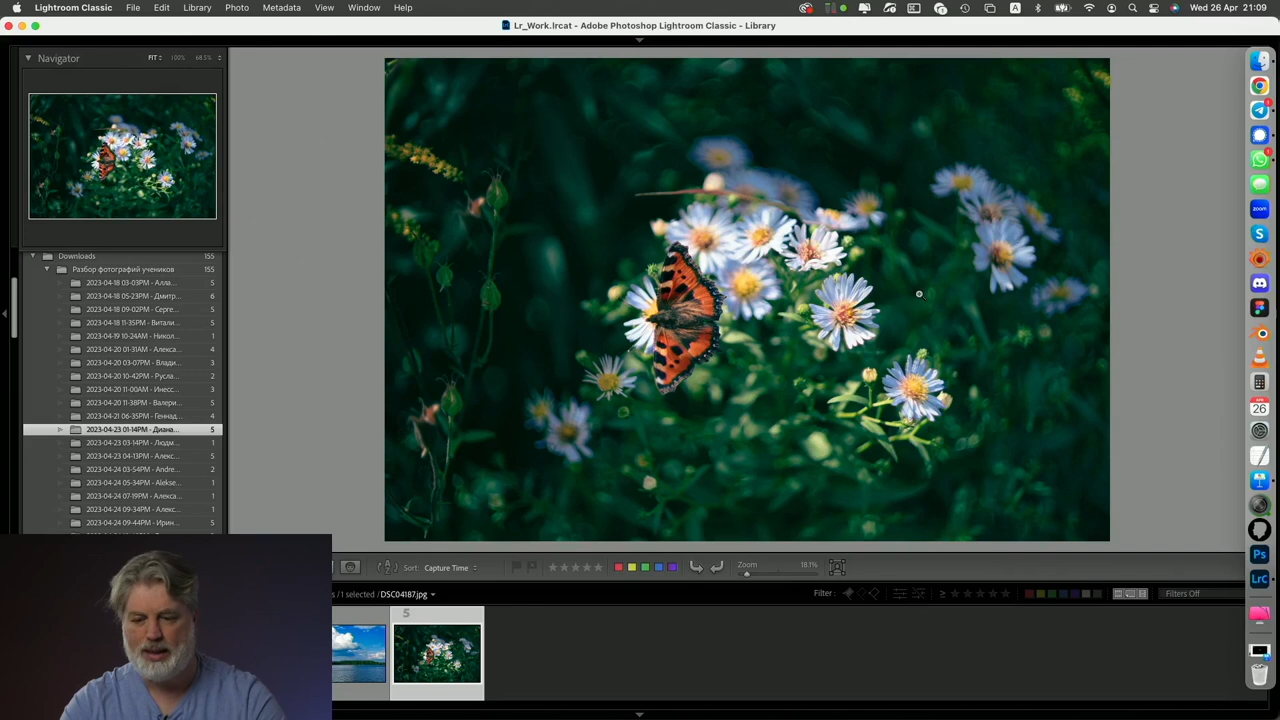 Lightroom Classic File Edit Library Photo Metadata View Window Help Wed 26 Apr 21:09
Lr_Work.lrcat - Adobe Photoshop Lightroom Classic - Library
Navigator FIT 100% 68.5%
Downloads 155
Разбор фотографий учеников 155
2023-04-18 03-03PM - Алла... 5
2023-04-18 05-23PM - Дмитр... 6
2023-04-18 09-02PM - Серге... 5
2023-04-18 11-35PM - Витали... 5
2023-04-19 10-24AM - Никол... 1
2023-04-20 01-31AM - Алекса... 4
2023-04-20 03-07PM - Влади... 3
2023-04-20 10-42PM - Русла... 2
2023-04-20 11-00AM - Инесс... 3
2023-04-20 11-38PM - Валери... 5
2023-04-21 06-35PM - Геннад... 4
2023-04-23 01-14PM - Диана... 5
2023-04-23 03-14PM - Людм... 1
2023-04-23 04-13PM - Алекс... 5
2023-04-24 03-54PM - Andre... 2
2023-04-24 05-34PM - Alekse... 1
2023-04-24 07-19PM - Алекса... 1
2023-04-24 09-34PM - Алекс... 1
2023-04-24 09-44PM - Ирин...
Sort: Capture Time Zoom 18.1%
/ 1 selected / DSC04187.jpg Filter : Filters Off
5
zoom
APR
26
Ps
LrC